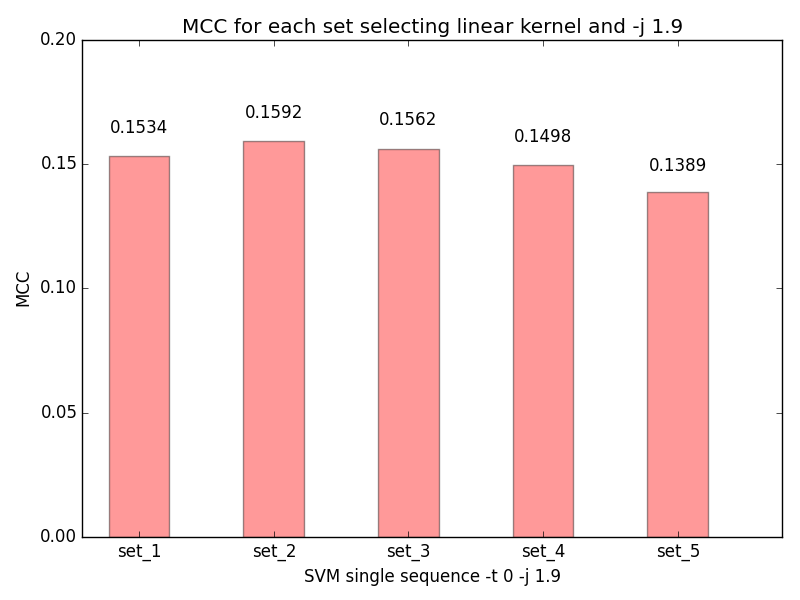 MCC for each set selecting linear kernel and -j 1.9
0.20
0.15
0.10
0.05
0.00
MCC
0.1534
0.1592
0.1562
0.1498
0.1389
set_1
set_2
set_3
set_4
set_5
SVM single sequence -t 0 -j 1.9